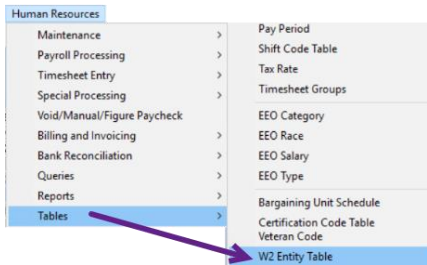 Human Resources
Maintenance
Payroll Processing
Timesheet Entry
Special Processing
Void/Manual/Figure Paycheck
Billing and Invoicing
Bank Reconciliation
Queries
Reports
Tables
Pay Period
Shift Code Table
Tax Rate
Timesheet Groups
EEO Category
EEO Race
EEO Salary
EEO Type
Bargaining Unit Schedule
Certification Code Table
Veteran Code
W2 Entity Table